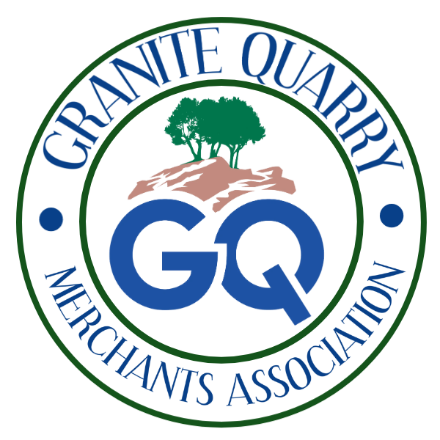 GRANITE QUARRY
GQ
MERCHANTS ASSOCIATION